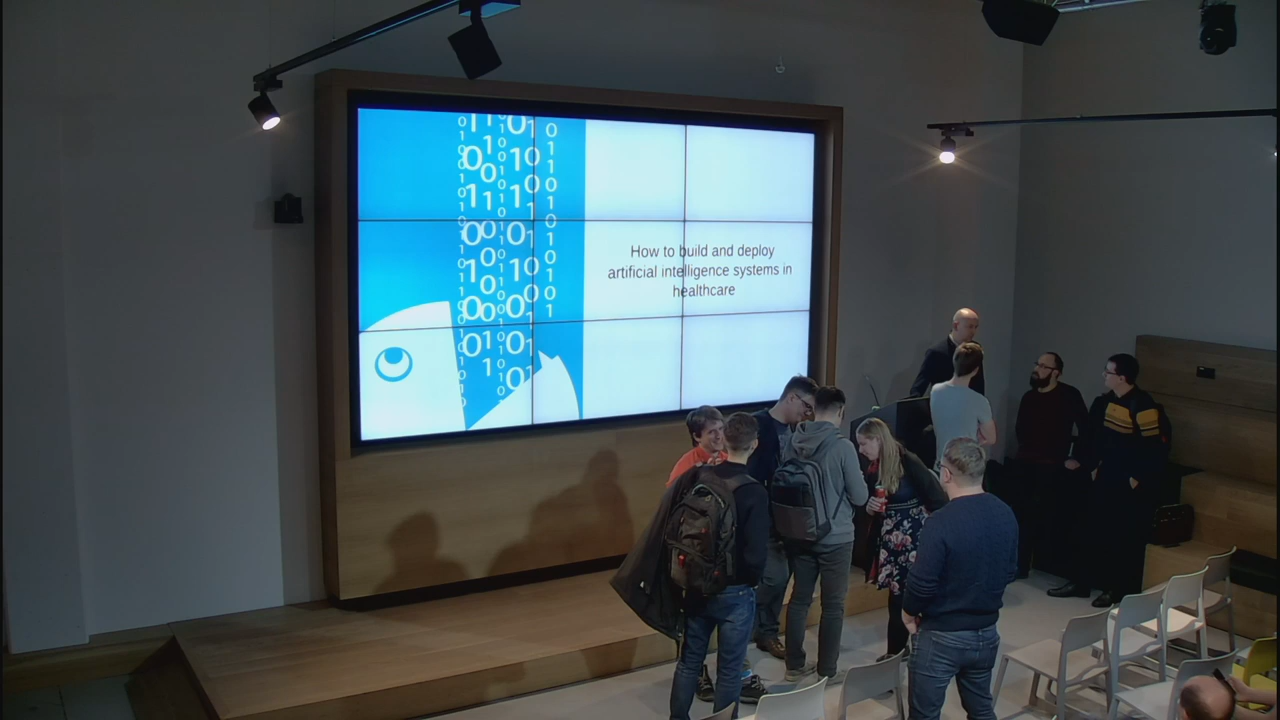 How to build and deploy
artificial intelligence systems in
healthcare